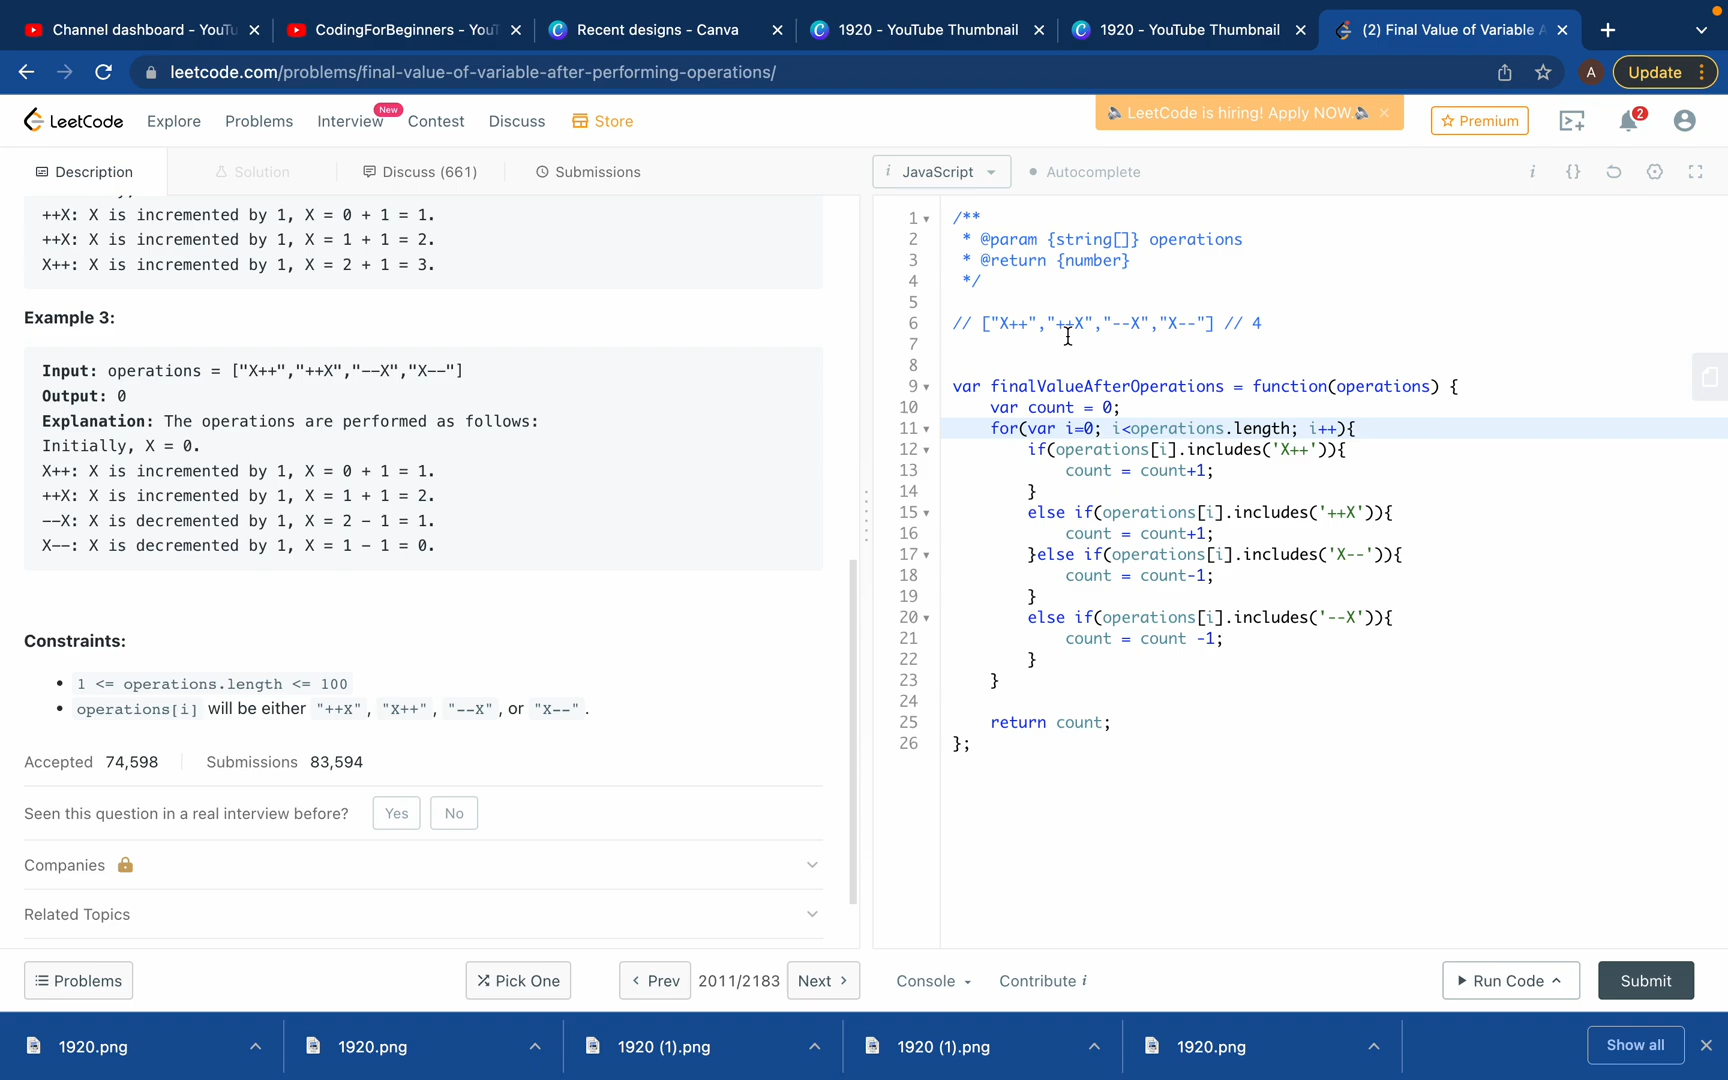 Channel dashboard - YouTu
CodingForBeginners - YouT
Recent designs - Canva
1920 - YouTube Thumbnail
1920 - YouTube Thumbnail
(2) Final Value of Variable A
leetcode.com/problems/final-value-of-variable-after-performing-operations/
A
Update
LeetCode
Explore
Problems
Interview
New
Contest
Discuss
Store
LeetCode is hiring! Apply NOW.
Premium
2
Description
Solution
Discuss (661)
Submissions
i JavaScript
Autocomplete
++X: X is incremented by 1, X = 0 + 1 = 1.
++X: X is incremented by 1, X = 1 + 1 = 2.
X++: X is incremented by 1, X = 2 + 1 = 3.
Example 3:
Input: operations = ["X++","++X","--X","X--"]
Output: 0
Explanation: The operations are performed as follows:
Initially, X = 0.
X++: X is incremented by 1, X = 0 + 1 = 1.
++X: X is incremented by 1, X = 1 + 1 = 2.
--X: X is decremented by 1, X = 2 - 1 = 1.
X--: X is decremented by 1, X = 1 - 1 = 0.
Constraints:
• 1 <= operations.length <= 100
• operations[i] will be either "++X", "X++", "--X", or "X--".
Accepted 74,598
Submissions 83,594
Seen this question in a real interview before?
Yes
No
Companies
Related Topics
1 /**
2 * @param {string[]} operations
3 * @return {number}
4 */
5
6 // ["X++","++X","--X","X--"] // 4
7
8
9 var finalValueAfterOperations = function(operations) {
10 var count = 0;
11 for(var i=0; i<operations.length; i++){
12 if(operations[i].includes('X++')){
13 count = count+1;
14 }
15 else if(operations[i].includes('++X')){
16 count = count+1;
17 }else if(operations[i].includes('X--')){
18 count = count-1;
19 }
20 else if(operations[i].includes('--X')){
21 count = count -1;
22 }
23 }
24
25 return count;
26 };
Problems
Pick One
Prev
2011/2183
Next
Console
Contribute i
Run Code
Submit
1920.png
1920.png
1920 (1).png
1920 (1).png
1920.png
Show all